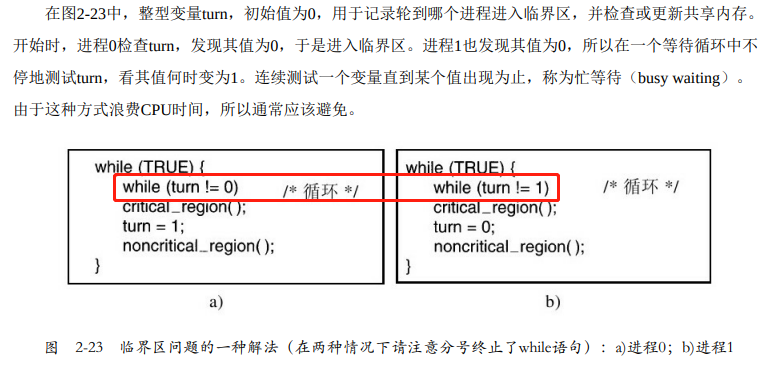 在图2-23中，整型变量turn，初始值为0，用于记录轮到哪个进程进入临界区，并检查或更新共享内存。
开始时，进程0检查turn，发现其值为0，于是进入临界区。进程1也发现其值为0，所以在一个等待循环中不
停地测试turn，看其值何时变为1。连续测试一个变量直到某个值出现为止，称为忙等待（busy waiting）。
由于这种方式浪费CPU时间，所以通常应该避免。
while (TRUE) {
while (turn != 0) /* 循环 */
critical_region();
turn = 1;
noncritical_region();
}
a)
while (TRUE) {
while (turn != 1) /* 循环 */
critical_region();
turn = 0;
noncritical_region();
}
b)
图 2-23 临界区问题的一种解法（在两种情况下请注意分号终止了while语句）：a)进程0；b)进程1